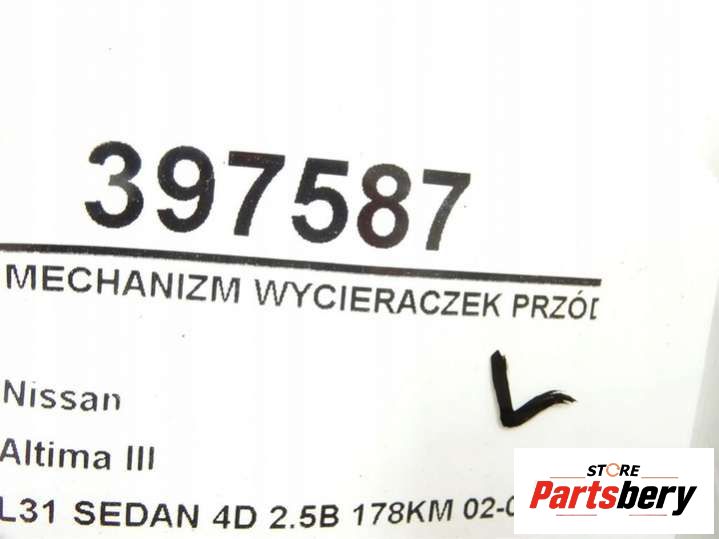 397587
MECHANIZM WYCIERACZEK PRZÓD
Nissan
Altima III
L31 SEDAN 4D 2.5B 178KM 02-0
STORE
Partsbery